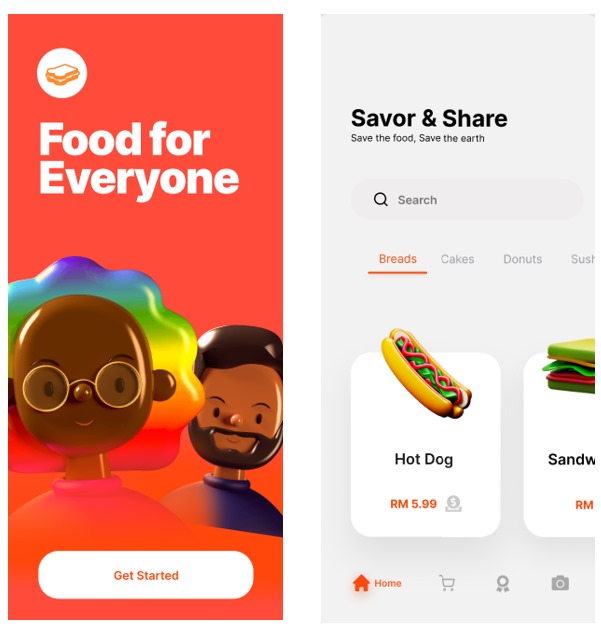 Food for
Everyone
Get Started
Savor & Share
Save the food, Save the earth
Search
Breads Cakes Donuts Sush
Hot Dog Sandw
RM 5.99 RM
Home